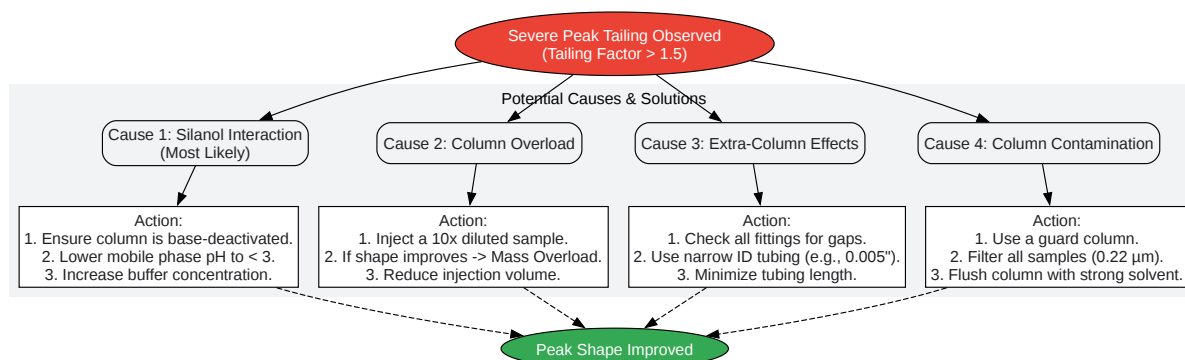 Severe Peak Tailing Observed
(Tailing Factor > 1.5)
Potential Causes & Solutions
Cause 1: Silanol Interaction
(Most Likely)
Cause 2: Column Overload
Cause 3: Extra-Column Effects
Cause 4: Column Contamination
Action:
1. Ensure column is base-deactivated.
2. Lower mobile phase pH to < 3.
3. Increase buffer concentration.
Action:
1. Inject a 10x diluted sample.
2. If shape improves -> Mass Overload.
3. Reduce injection volume.
Action:
1. Check all fittings for gaps.
2. Use narrow ID tubing (e.g., 0.005").
3. Minimize tubing length.
Action:
1. Use a guard column.
2. Filter all samples (0.22 µm).
3. Flush column with strong solvent.
Peak Shape Improved